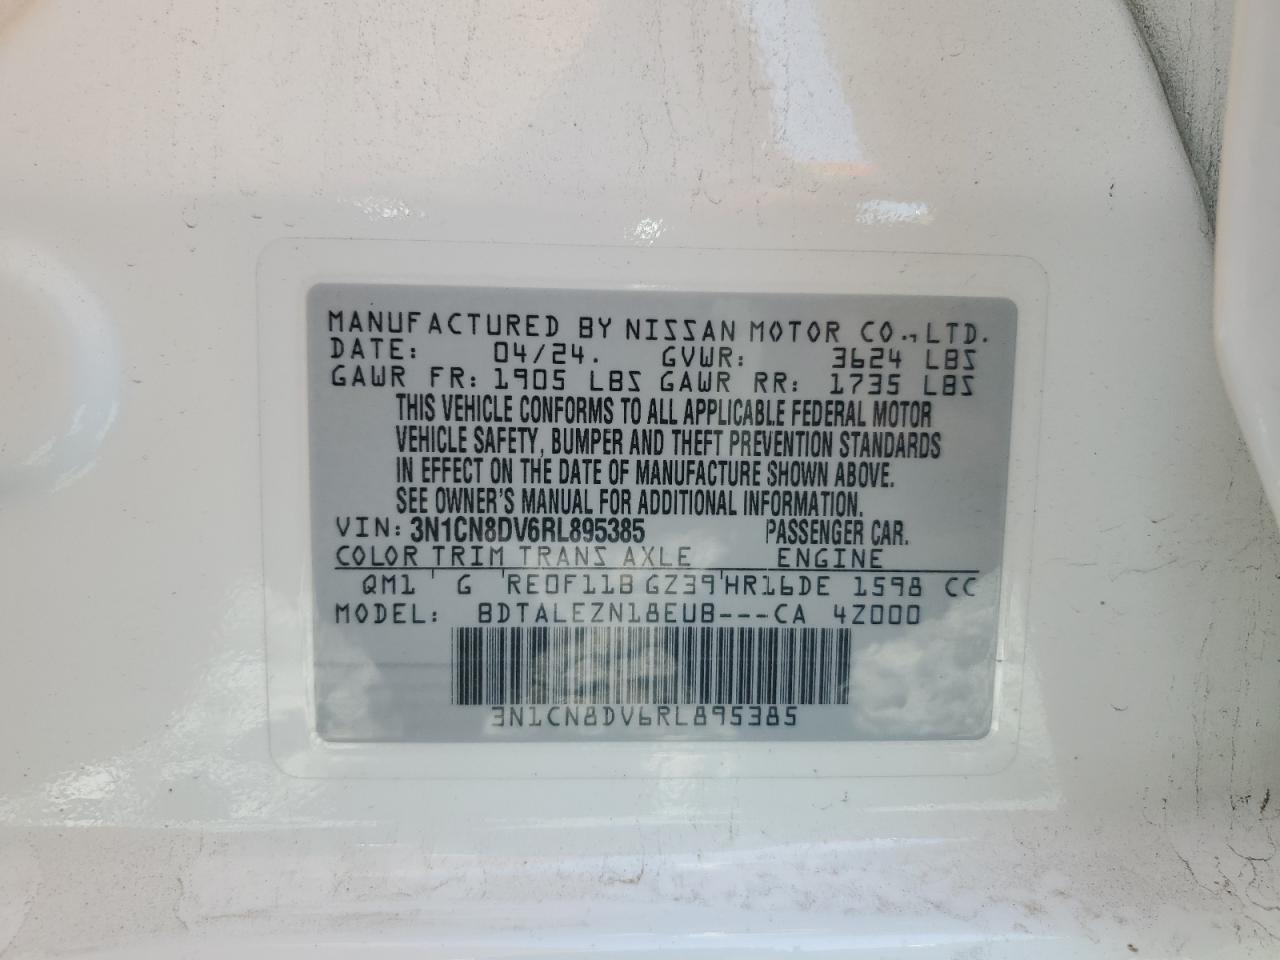 MANUFACTURED BY NISSAN MOTOR CO., LTD.
DATE: 04/24. GVWR: 3624 LBS
GAWR FR: 1905 LBS GAWR RR: 1735 LBS
THIS VEHICLE CONFORMS TO ALL APPLICABLE FEDERAL MOTOR
VEHICLE SAFETY, BUMPER AND THEFT PREVENTION STANDARDS
IN EFFECT ON THE DATE OF MANUFACTURE SHOWN ABOVE.
SEE OWNER'S MANUAL FOR ADDITIONAL INFORMATION.
VIN: 3N1CN8DV6RL895385 PASSENGER CAR.
COLOR TRIM TRANS AXLE ENGINE
QM1 ' G 'RE0F11B GZ39'HR16DE 1598 CC
MODEL: BDTALEZN18EUB---CA 4Z000
3N1CN8DV6RL895385